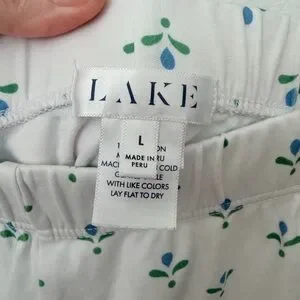 LAKE
L
MADE IN
PERU
COLD
WITH LIKE COLORS
LAY FLAT TO DRY